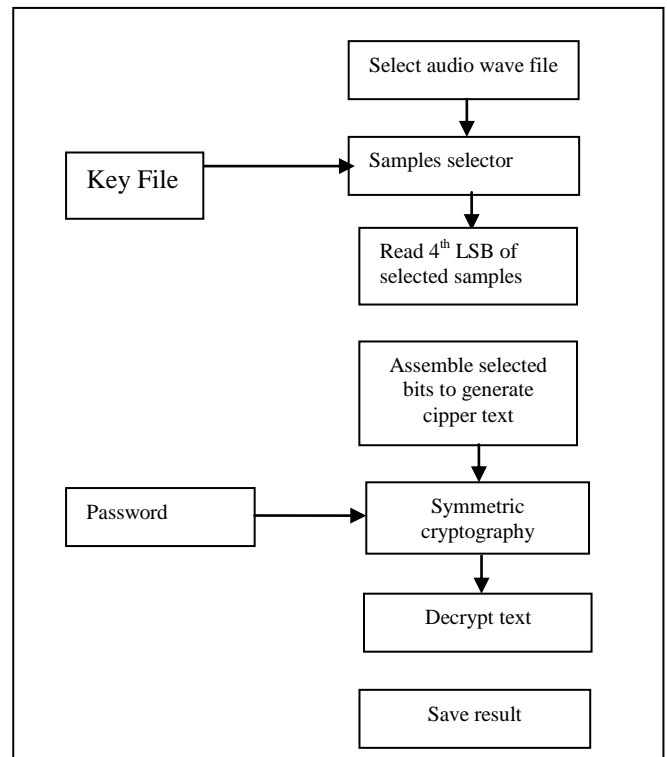 Select audio wave file
Key File
Samples selector
Read 4th LSB of
selected samples
Assemble selected
bits to generate
cipper text
Password
Symmetric
cryptography
Decrypt text
Save result